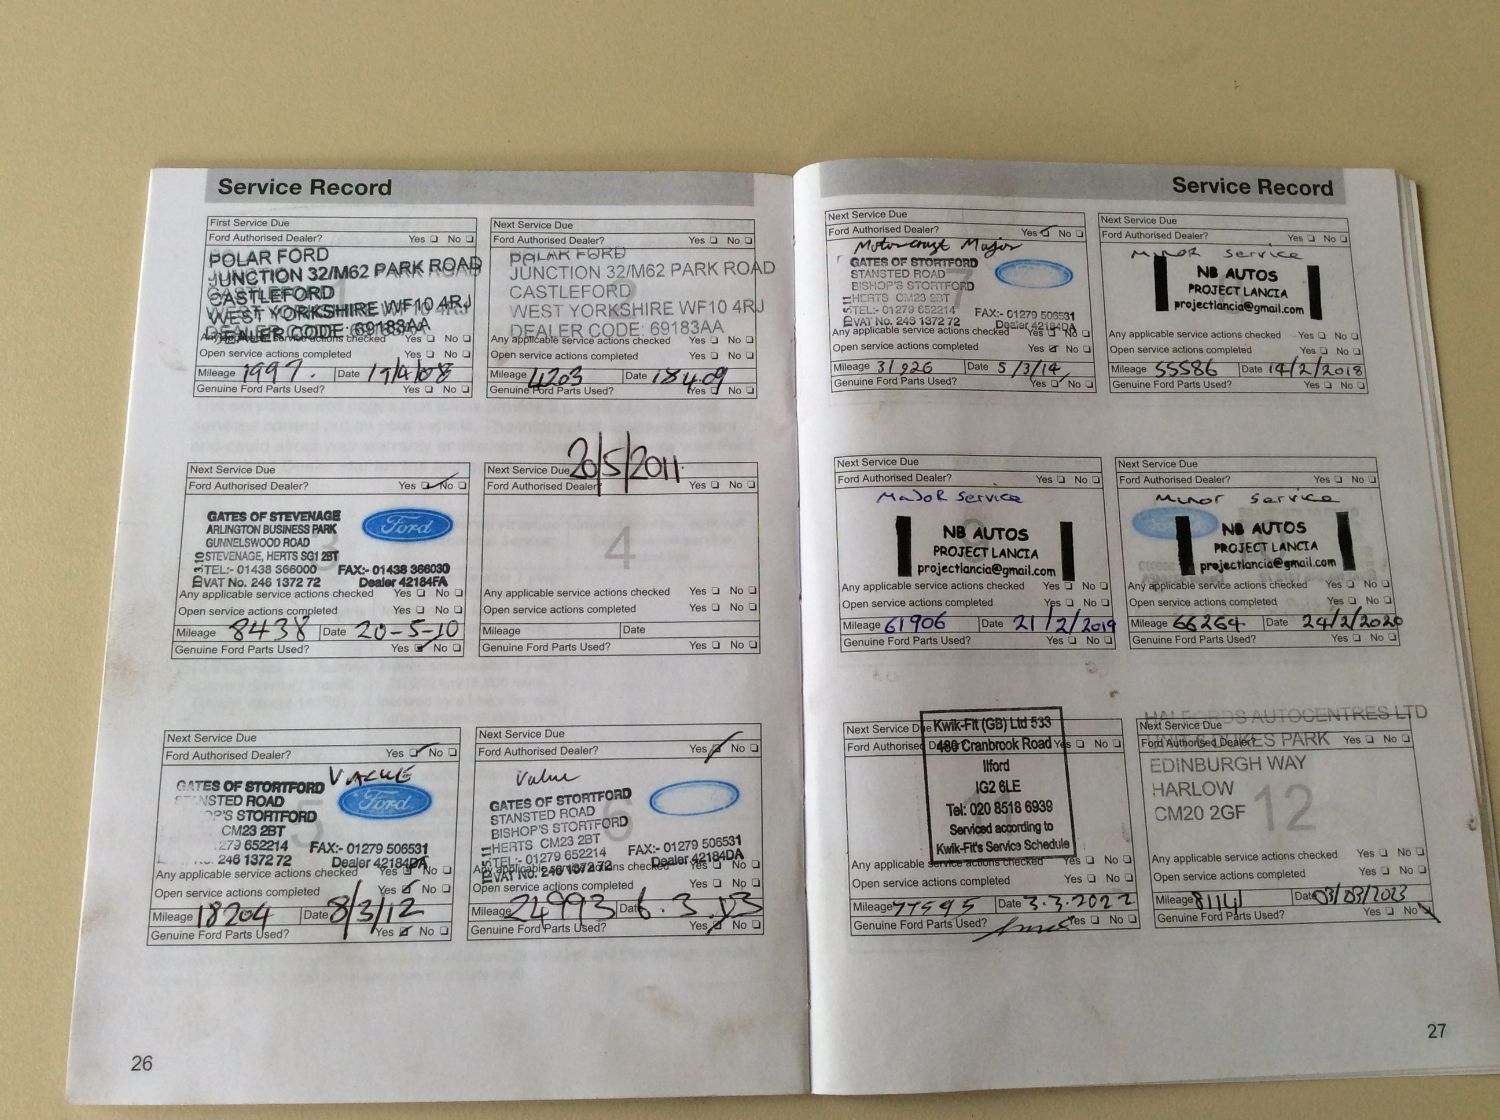 Service Record
First Service Due
Ford Authorised Dealer? Yes No
POLAR FORD
JUNCTION 32/M62 PARK ROAD
CASTLEFORD
WEST YORKSHIRE WF10 4RJ
DEALER CODE: 69183AA
Any applicable service actions checked Yes No
Open service actions completed Yes No
Mileage 1997. Date 19/4/08
Genuine Ford Parts Used? Yes No
Next Service Due
Ford Authorised Dealer? Yes No
POLAR FORD
JUNCTION 32/M62 PARK ROAD
CASTLEFORD
WEST YORKSHIRE WF10 4RJ
DEALER CODE: 69183AA
Any applicable service actions checked Yes No
Open service actions completed Yes No
Mileage 4203 Date 18.4.09
Genuine Ford Parts Used? Yes No
Next Service Due
Ford Authorised Dealer? Yes No
3
GATES OF STEVENAGE
ARLINGTON BUSINESS PARK
GUNNELSWOOD ROAD
STEVENAGE, HERTS SG1 2BT
TEL:- 01438 366000 FAX:- 01438 366030
VAT No. 246 1372 72 Dealer 42184FA
Ford
Any applicable service actions checked Yes No
Open service actions completed Yes No
Mileage 8438 Date 20-5-10
Genuine Ford Parts Used? Yes No
Next Service Due 20/5/2011
Ford Authorised Dealer? Yes No
4
Any applicable service actions checked Yes No
Open service actions completed Yes No
Mileage Date
Genuine Ford Parts Used? Yes No
Next Service Due
Ford Authorised Dealer? Yes No
VALUE
5
GATES OF STORTFORD
STANSTED ROAD
BISHOP'S STORTFORD
CM23 2BT
01279 652214 FAX:- 01279 506531
246 1372 72 Dealer 42184DA
Ford
Any applicable service actions checked Yes No
Open service actions completed Yes No
Mileage 18204 Date 8/3/12
Genuine Ford Parts Used? Yes No
Next Service Due
Ford Authorised Dealer? Yes No
Value
6
GATES OF STORTFORD
STANSTED ROAD
BISHOP'S STORTFORD
HERTS CM23 2BT
TEL:- 01279 652214 FAX:- 01279 506531
VAT No. 246 1372 72 Dealer 42184DA
Any applicable service actions checked Yes No
Open service actions completed Yes No
Mileage 24993 Date 6.3.13
Genuine Ford Parts Used? Yes No
26
Service Record
Next Service Due
Ford Authorised Dealer? Yes No
Motorcraft Major
7
GATES OF STORTFORD
STANSTED ROAD
BISHOP'S STORTFORD
HERTS CM23 2BT
TEL:- 01279 652214 FAX:- 01279 506531
VAT No. 246 1372 72 Dealer 42184DA
Any applicable service actions checked Yes No
Open service actions completed Yes No
Mileage 31926 Date 5/3/14
Genuine Ford Parts Used? Yes No
Next Service Due
Ford Authorised Dealer? Yes No
MINOR Service
NB AUTOS
PROJECT LANCIA
projectlancia@gmail.com
Any applicable service actions checked Yes No
Open service actions completed Yes No
Mileage 55586 Date 14/2/2018
Genuine Ford Parts Used? Yes No
Next Service Due
Ford Authorised Dealer? Yes No
MaJoR Service
9
NB AUTOS
PROJECT LANCIA
projectlancia@gmail.com
Any applicable service actions checked Yes No
Open service actions completed Yes No
Mileage 61906 Date 21/2/2019
Genuine Ford Parts Used? Yes No
Next Service Due
Ford Authorised Dealer? Yes No
Minor Service
NB AUTOS
PROJECT LANCIA
projectlancia@gmail.com
Any applicable service actions checked Yes No
Open service actions completed Yes No
Mileage 66264 Date 24/2/2020
Genuine Ford Parts Used? Yes No
Next Service Due
Ford Authorised Dealer? Yes No
Kwik-Fit (GB) Ltd 533
480 Cranbrook Road
Ilford
IG2 6LE
Tel: 020 8518 6939
Serviced according to
Kwik-Fit's Service Schedule
Any applicable service actions checked Yes No
Open service actions completed Yes No
Mileage 77595 Date 3.3.2022
Genuine Ford Parts Used? Yes No
HALFORDS AUTOCENTRES LTD
Next Service Due
Ford Authorised Dealer? Yes No
DUKES PARK
EDINBURGH WAY
HARLOW
CM20 2GF
12
Any applicable service actions checked Yes No
Open service actions completed Yes No
Mileage 81141 Date 03/03/2023
Genuine Ford Parts Used? Yes No
27